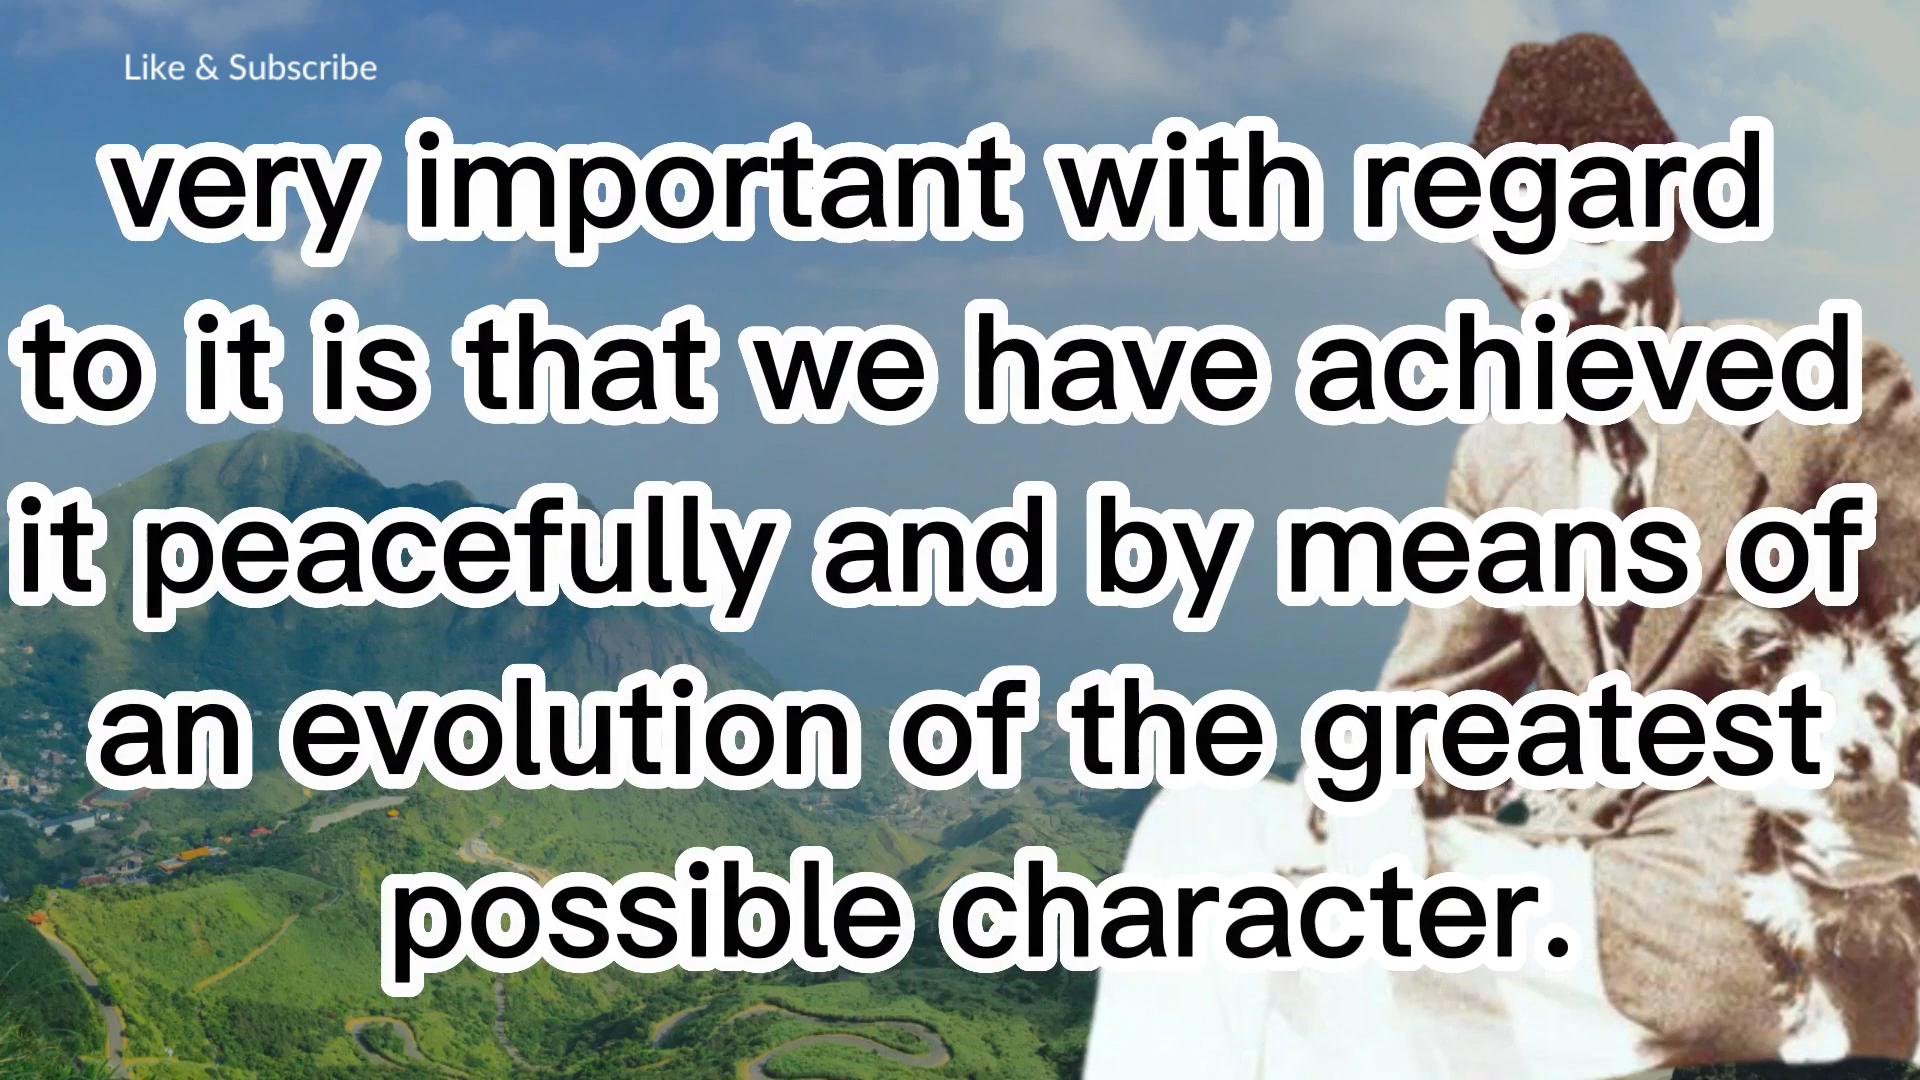 Like & Subscribe
very important with regard
to it is that we have achieved
it peacefully and by means of
an evolution of the greatest
possible character.